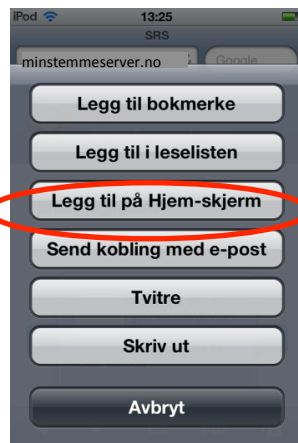 iPod 13:25
SRS
minstemmeserver.no Google
Legg til bokmerke
Legg til i leselisten
Legg til på Hjem-skjerm
Send kobling med e-post
Tvitre
Skriv ut
Avbryt